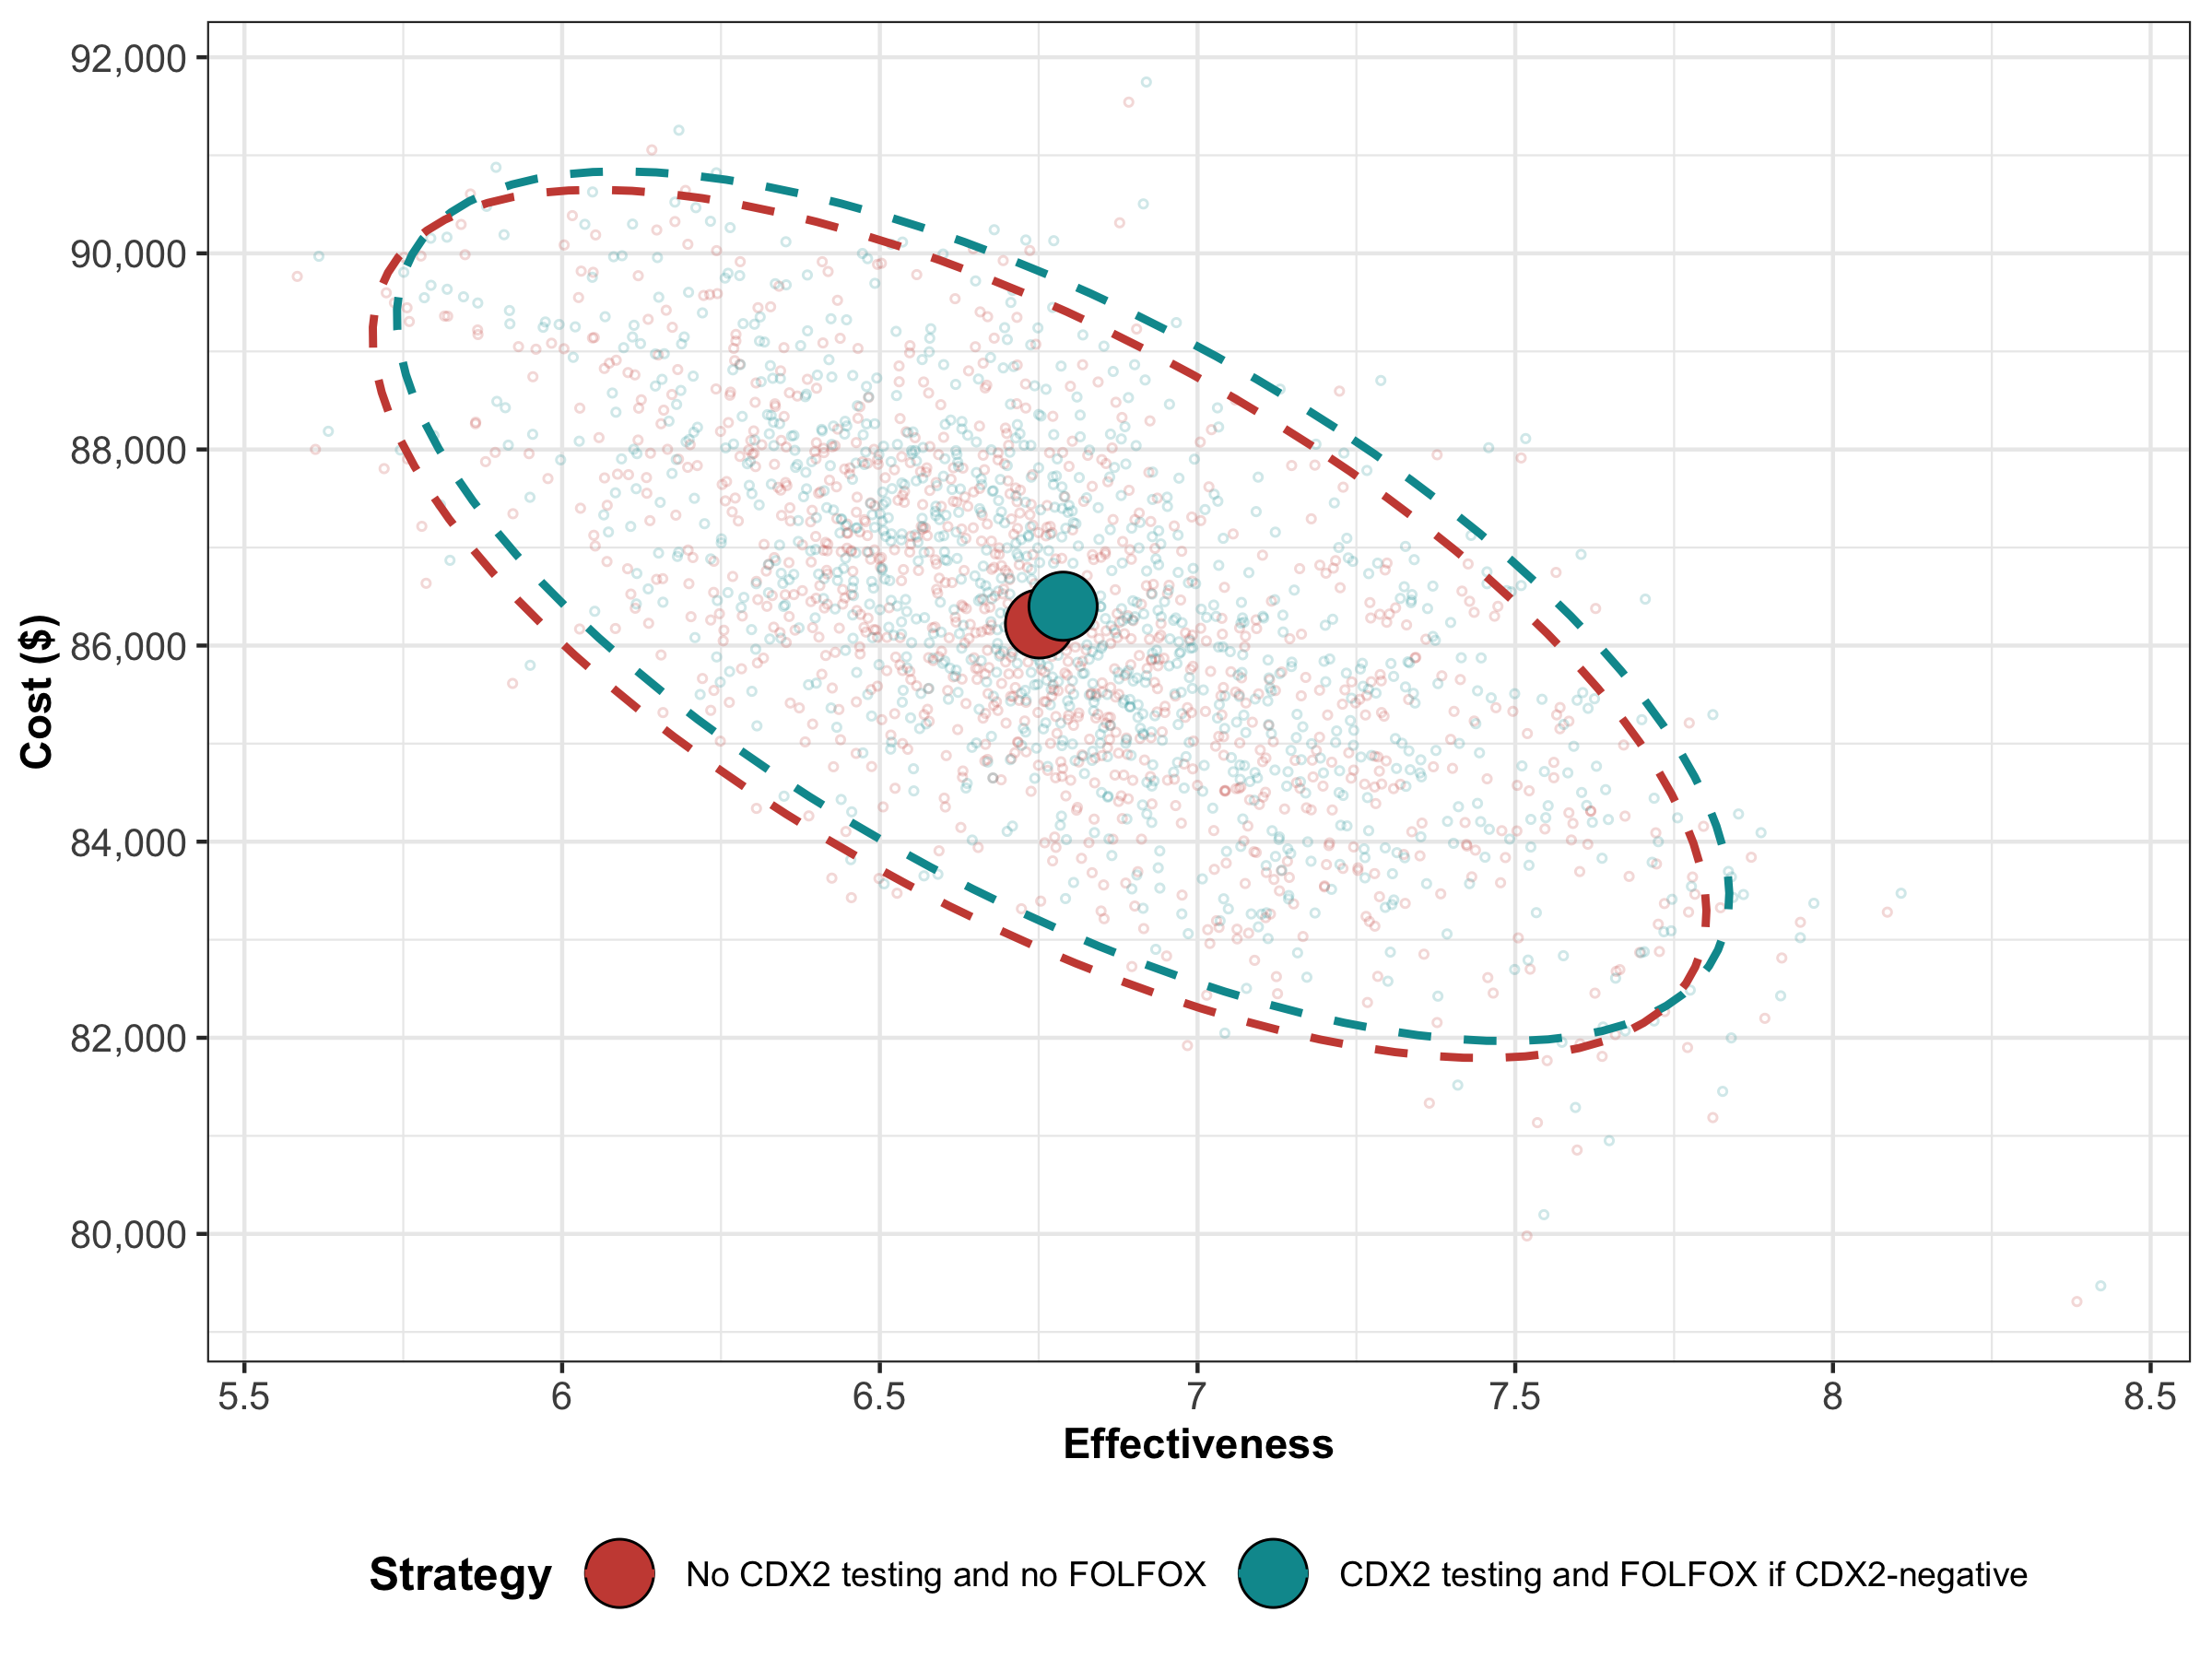 92,000
90,000
88,000
86,000
84,000
82,000
80,000
Cost ($)
5.5 6 6.5 7 7.5 8 8.5
Effectiveness
Strategy No CDX2 testing and no FOLFOX CDX2 testing and FOLFOX if CDX2-negative